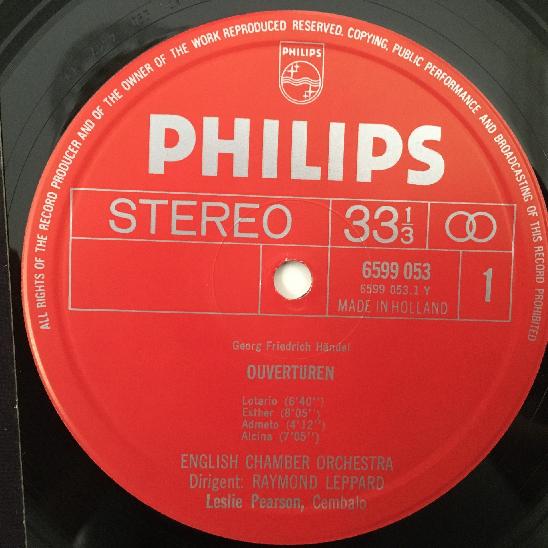 ALL RIGHTS OF THE RECORD PRODUCER AND OF THE OWNER OF THE WORK REPRODUCED RESERVED. COPYING, PUBLIC PERFORMANCE AND BROADCASTING OF THIS RECORD PROHIBITED
PHILIPS
PHILIPS
STEREO 33 1/3
6599 053
6599 053.1 Y
MADE IN HOLLAND
1
Georg Friedrich Händel
OUVERTÜREN
Lotario (6'40'')
Esther (8'05'')
Admeto (4'12'')
Alcina (7'05'')
ENGLISH CHAMBER ORCHESTRA
Dirigent: RAYMOND LEPPARD
Leslie Pearson, Cembalo